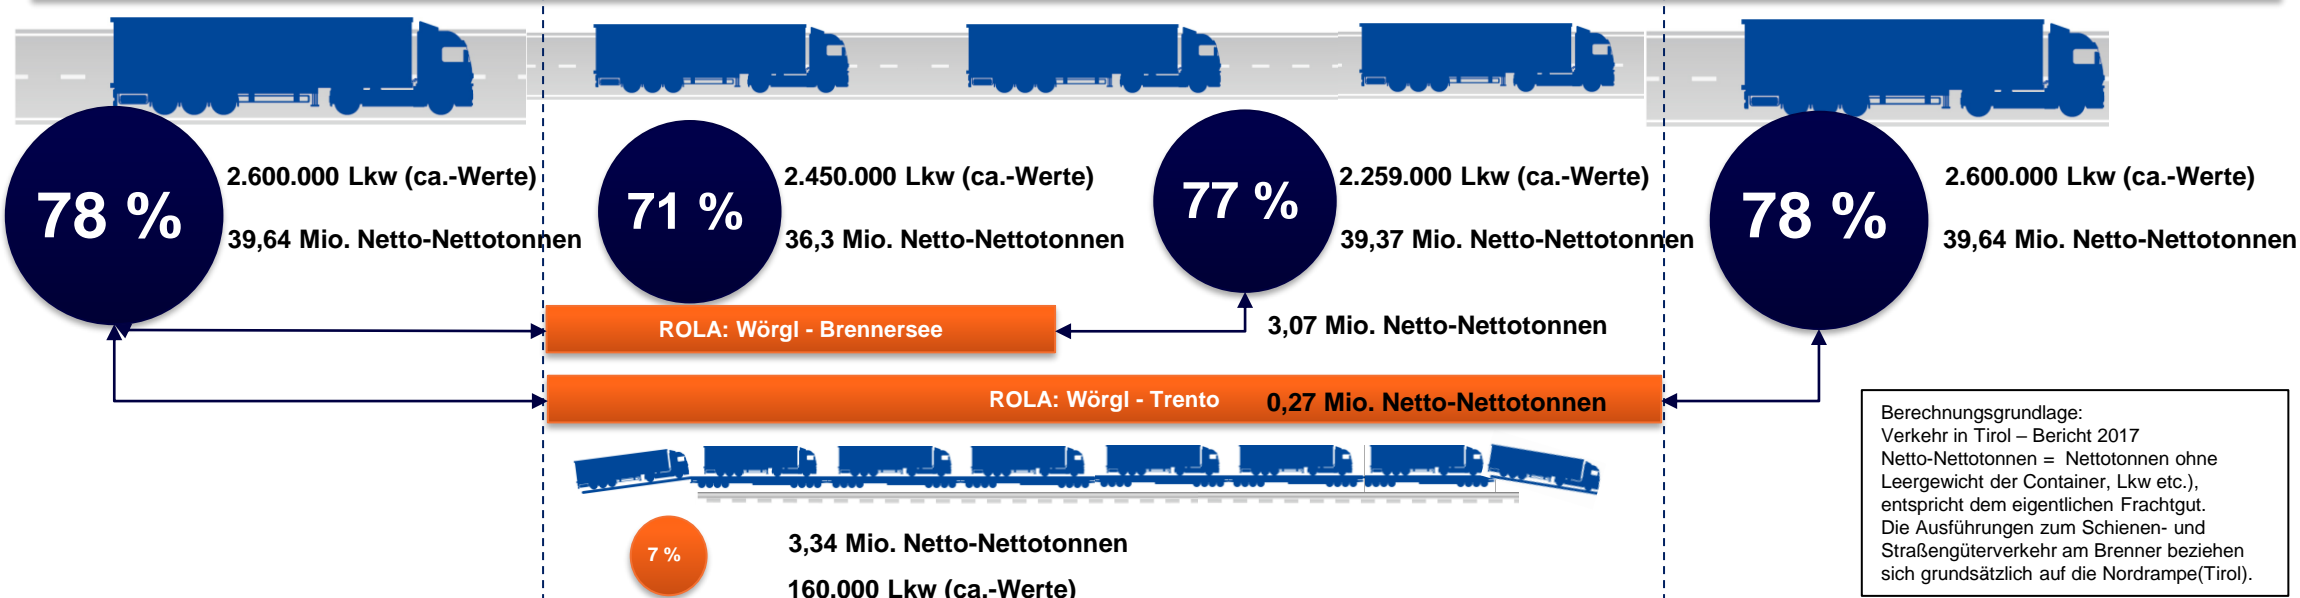 78 %
2.600.000 Lkw (ca.-Werte)
39,64 Mio. Netto-Nettotonnen
71 %
2.450.000 Lkw (ca.-Werte)
36,3 Mio. Netto-Nettotonnen
77 %
2.259.000 Lkw (ca.-Werte)
39,37 Mio. Netto-Nettotonnen
78 %
2.600.000 Lkw (ca.-Werte)
39,64 Mio. Netto-Nettotonnen
ROLA: Wörgl - Brennersee
3,07 Mio. Netto-Nettotonnen
ROLA: Wörgl - Trento
0,27 Mio. Netto-Nettotonnen
7 %
3,34 Mio. Netto-Nettotonnen
160.000 Lkw (ca.-Werte)
Berechnungsgrundlage:
Verkehr in Tirol – Bericht 2017
Netto-Nettotonnen = Nettotonnen ohne
Leergewicht der Container, Lkw etc.),
entspricht dem eigentlichen Frachtgut.
Die Ausführungen zum Schienen- und
Straßengüterverkehr am Brenner beziehen
sich grundsätzlich auf die Nordrampe(Tirol).